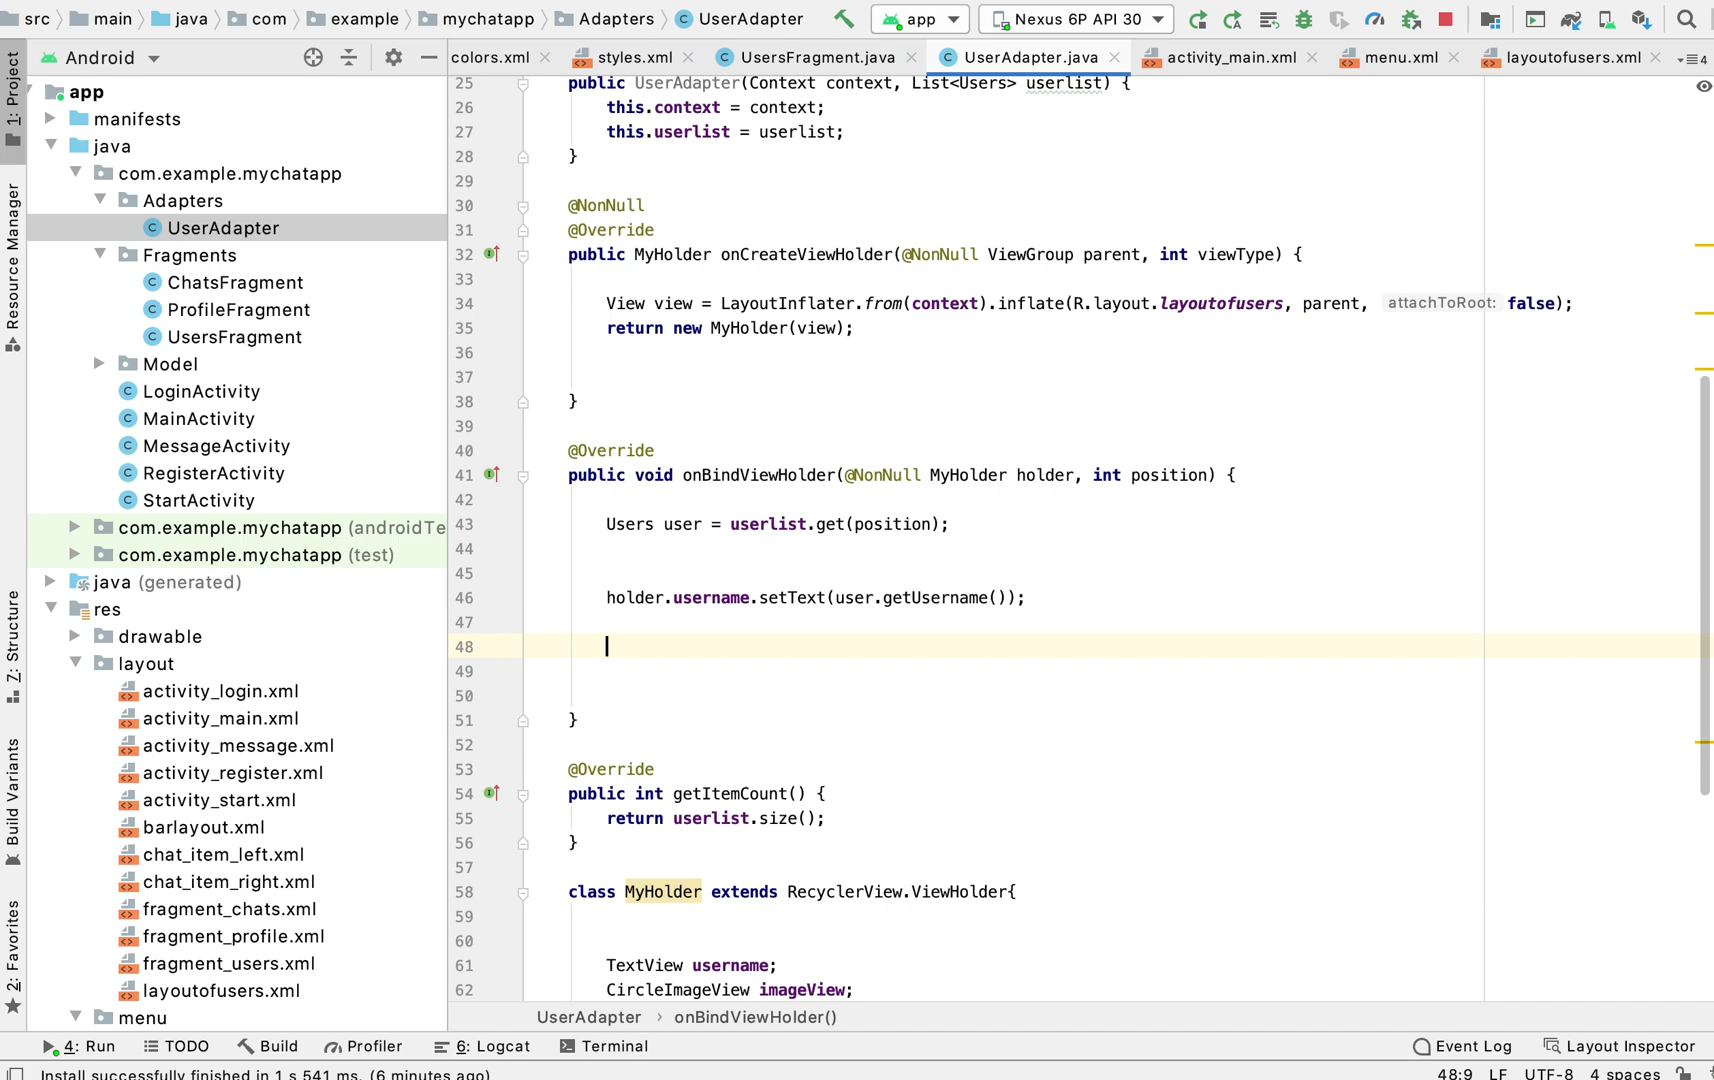 src main java com example mychatapp Adapters UserAdapter app Nexus 6P API 30
Android
colors.xml styles.xml UsersFragment.java UserAdapter.java activity_main.xml menu.xml layoutofusers.xml 4
1: Project
Resource Manager
7: Structure
Build Variants
2: Favorites
app
manifests
java
com.example.mychatapp
Adapters
UserAdapter
Fragments
ChatsFragment
ProfileFragment
UsersFragment
Model
LoginActivity
MainActivity
MessageActivity
RegisterActivity
StartActivity
com.example.mychatapp (androidTe
com.example.mychatapp (test)
java (generated)
res
drawable
layout
activity_login.xml
activity_main.xml
activity_message.xml
activity_register.xml
activity_start.xml
barlayout.xml
chat_item_left.xml
chat_item_right.xml
fragment_chats.xml
fragment_profile.xml
fragment_users.xml
layoutofusers.xml
menu
25 public UserAdapter(Context context, List<Users> userlist) {
26 this.context = context;
27 this.userlist = userlist;
28 }
29
30 @NonNull
31 @Override
32 public MyHolder onCreateViewHolder(@NonNull ViewGroup parent, int viewType) {
33
34 View view = LayoutInflater.from(context).inflate(R.layout.layoutofusers, parent, attachToRoot: false);
35 return new MyHolder(view);
36
37
38 }
39
40 @Override
41 public void onBindViewHolder(@NonNull MyHolder holder, int position) {
42
43 Users user = userlist.get(position);
44
45
46 holder.username.setText(user.getUsername());
47
48
49
50
51 }
52
53 @Override
54 public int getItemCount() {
55 return userlist.size();
56 }
57
58 class MyHolder extends RecyclerView.ViewHolder{
59
60
61 TextView username;
62 CircleImageView imageView;
UserAdapter › onBindViewHolder()
4: Run TODO Build Profiler 6: Logcat Terminal Event Log Layout Inspector
Install successfully finished in 1 s 541 ms. (6 minutes ago) 48:9 LF UTF-8 4 spaces